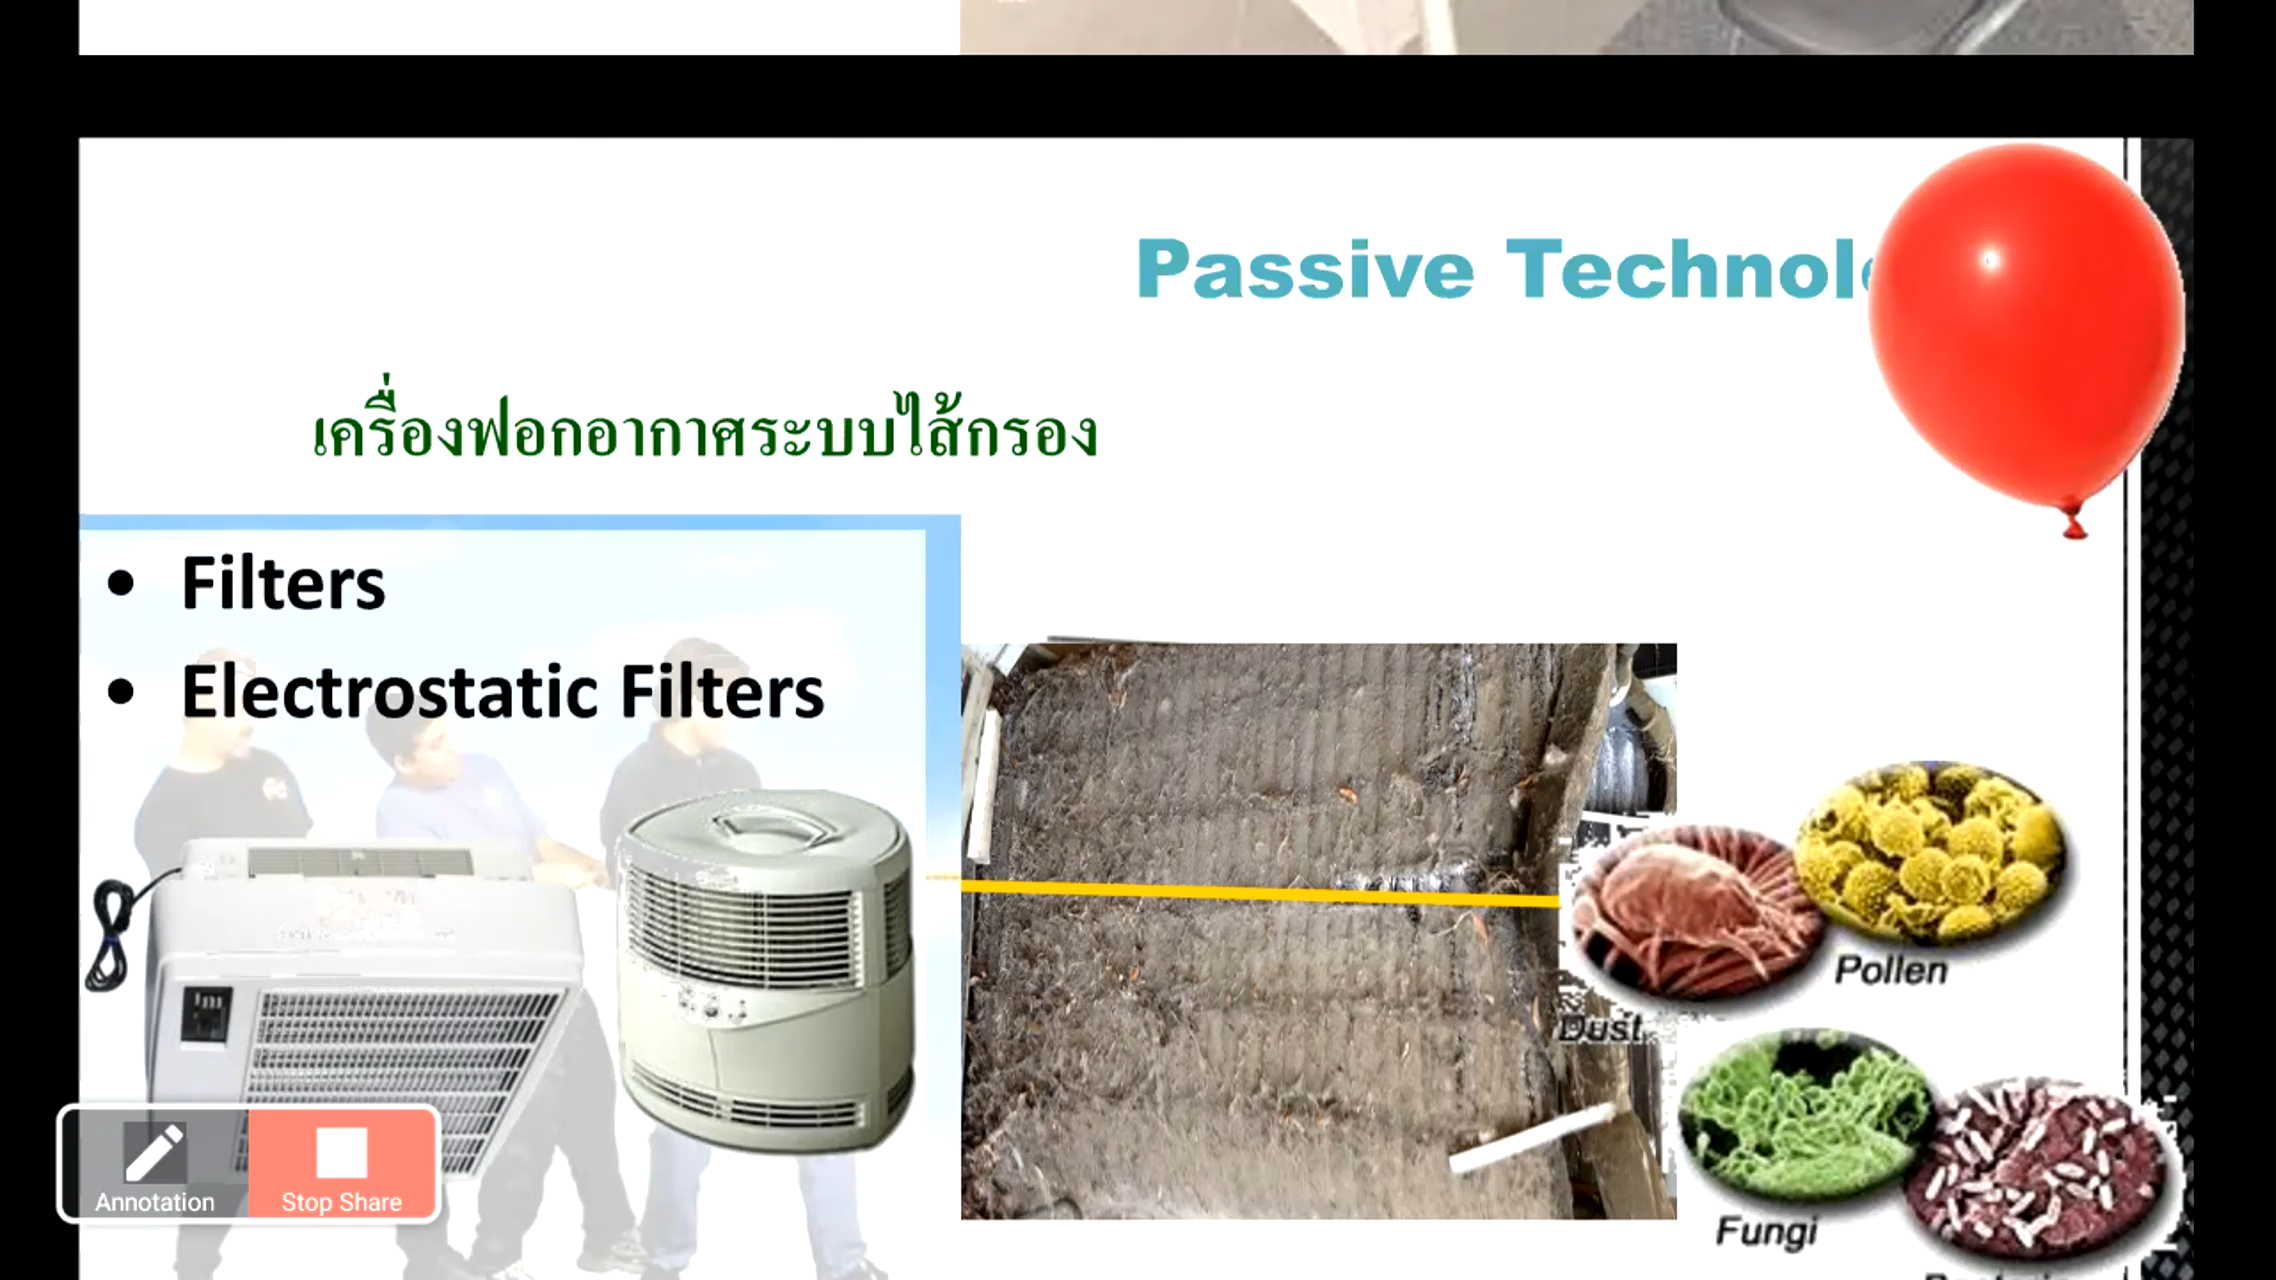 Passive Technol
เครื่องฟอกอากาศระบบไส้กรอง
• Filters
• Electrostatic Filters
Pollen
Dust
Fungi
Annotation
Stop Share